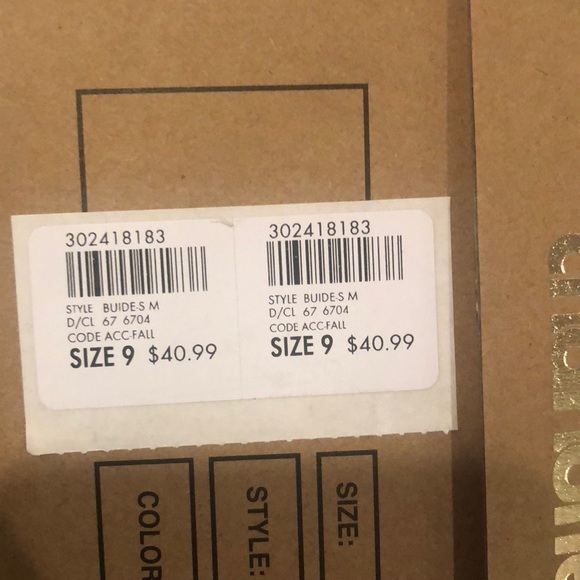 302418183
STYLE BUIDE-S M
D/CL 67 6704
CODE ACC-FALL
SIZE 9 $40.99
302418183
STYLE BUIDE-S M
D/CL 67 6704
CODE ACC-FALL
SIZE 9 $40.99
COLOR
STYLE:
SIZE: